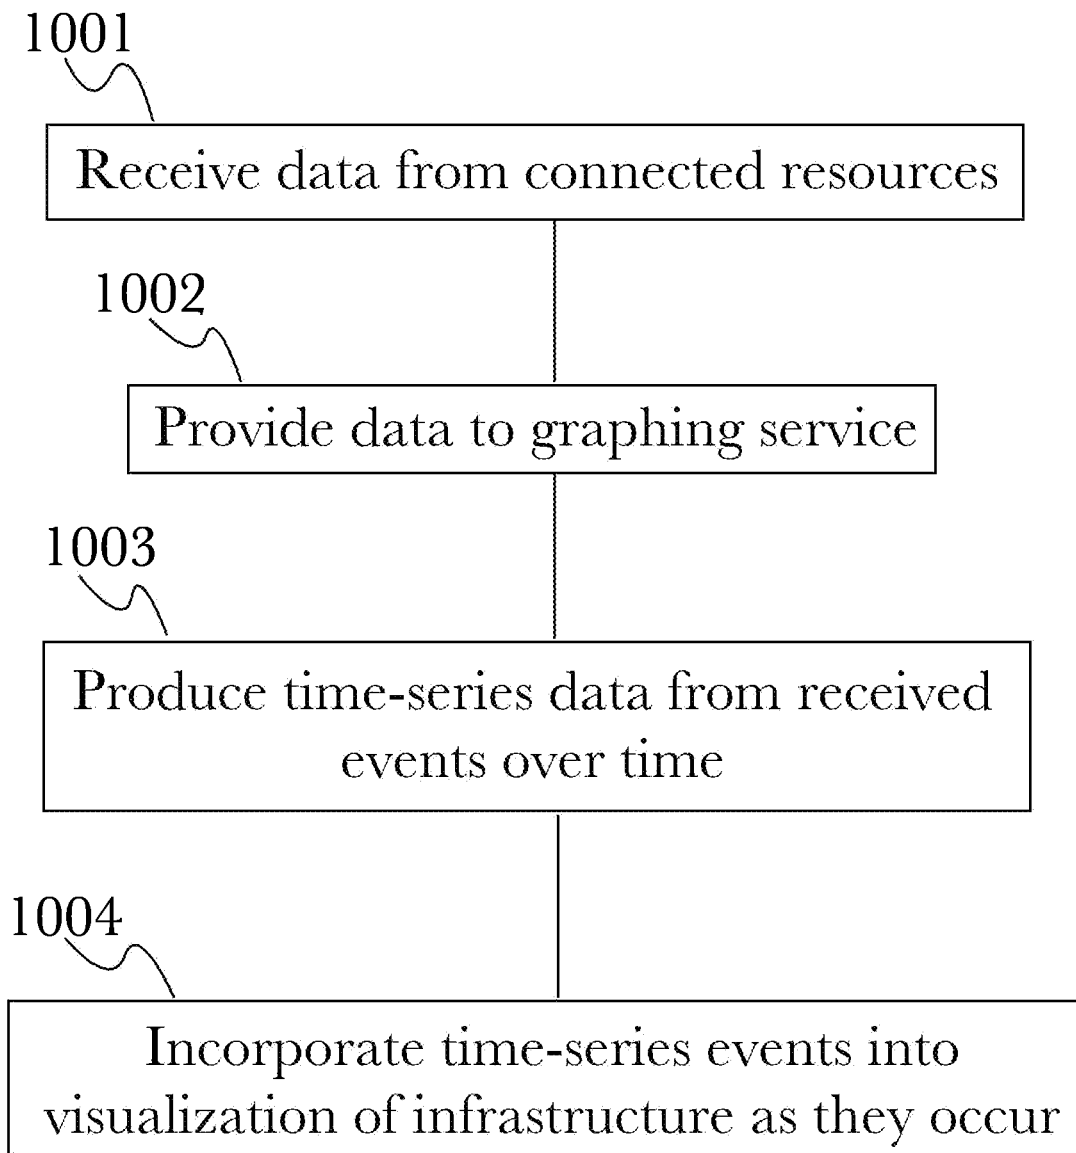 1001
Receive data from connected resources
1002
Provide data to graphing service
1003
Produce time-series data from received
events over time
1004
Incorporate time-series events into
visualization of infrastructure as they occur